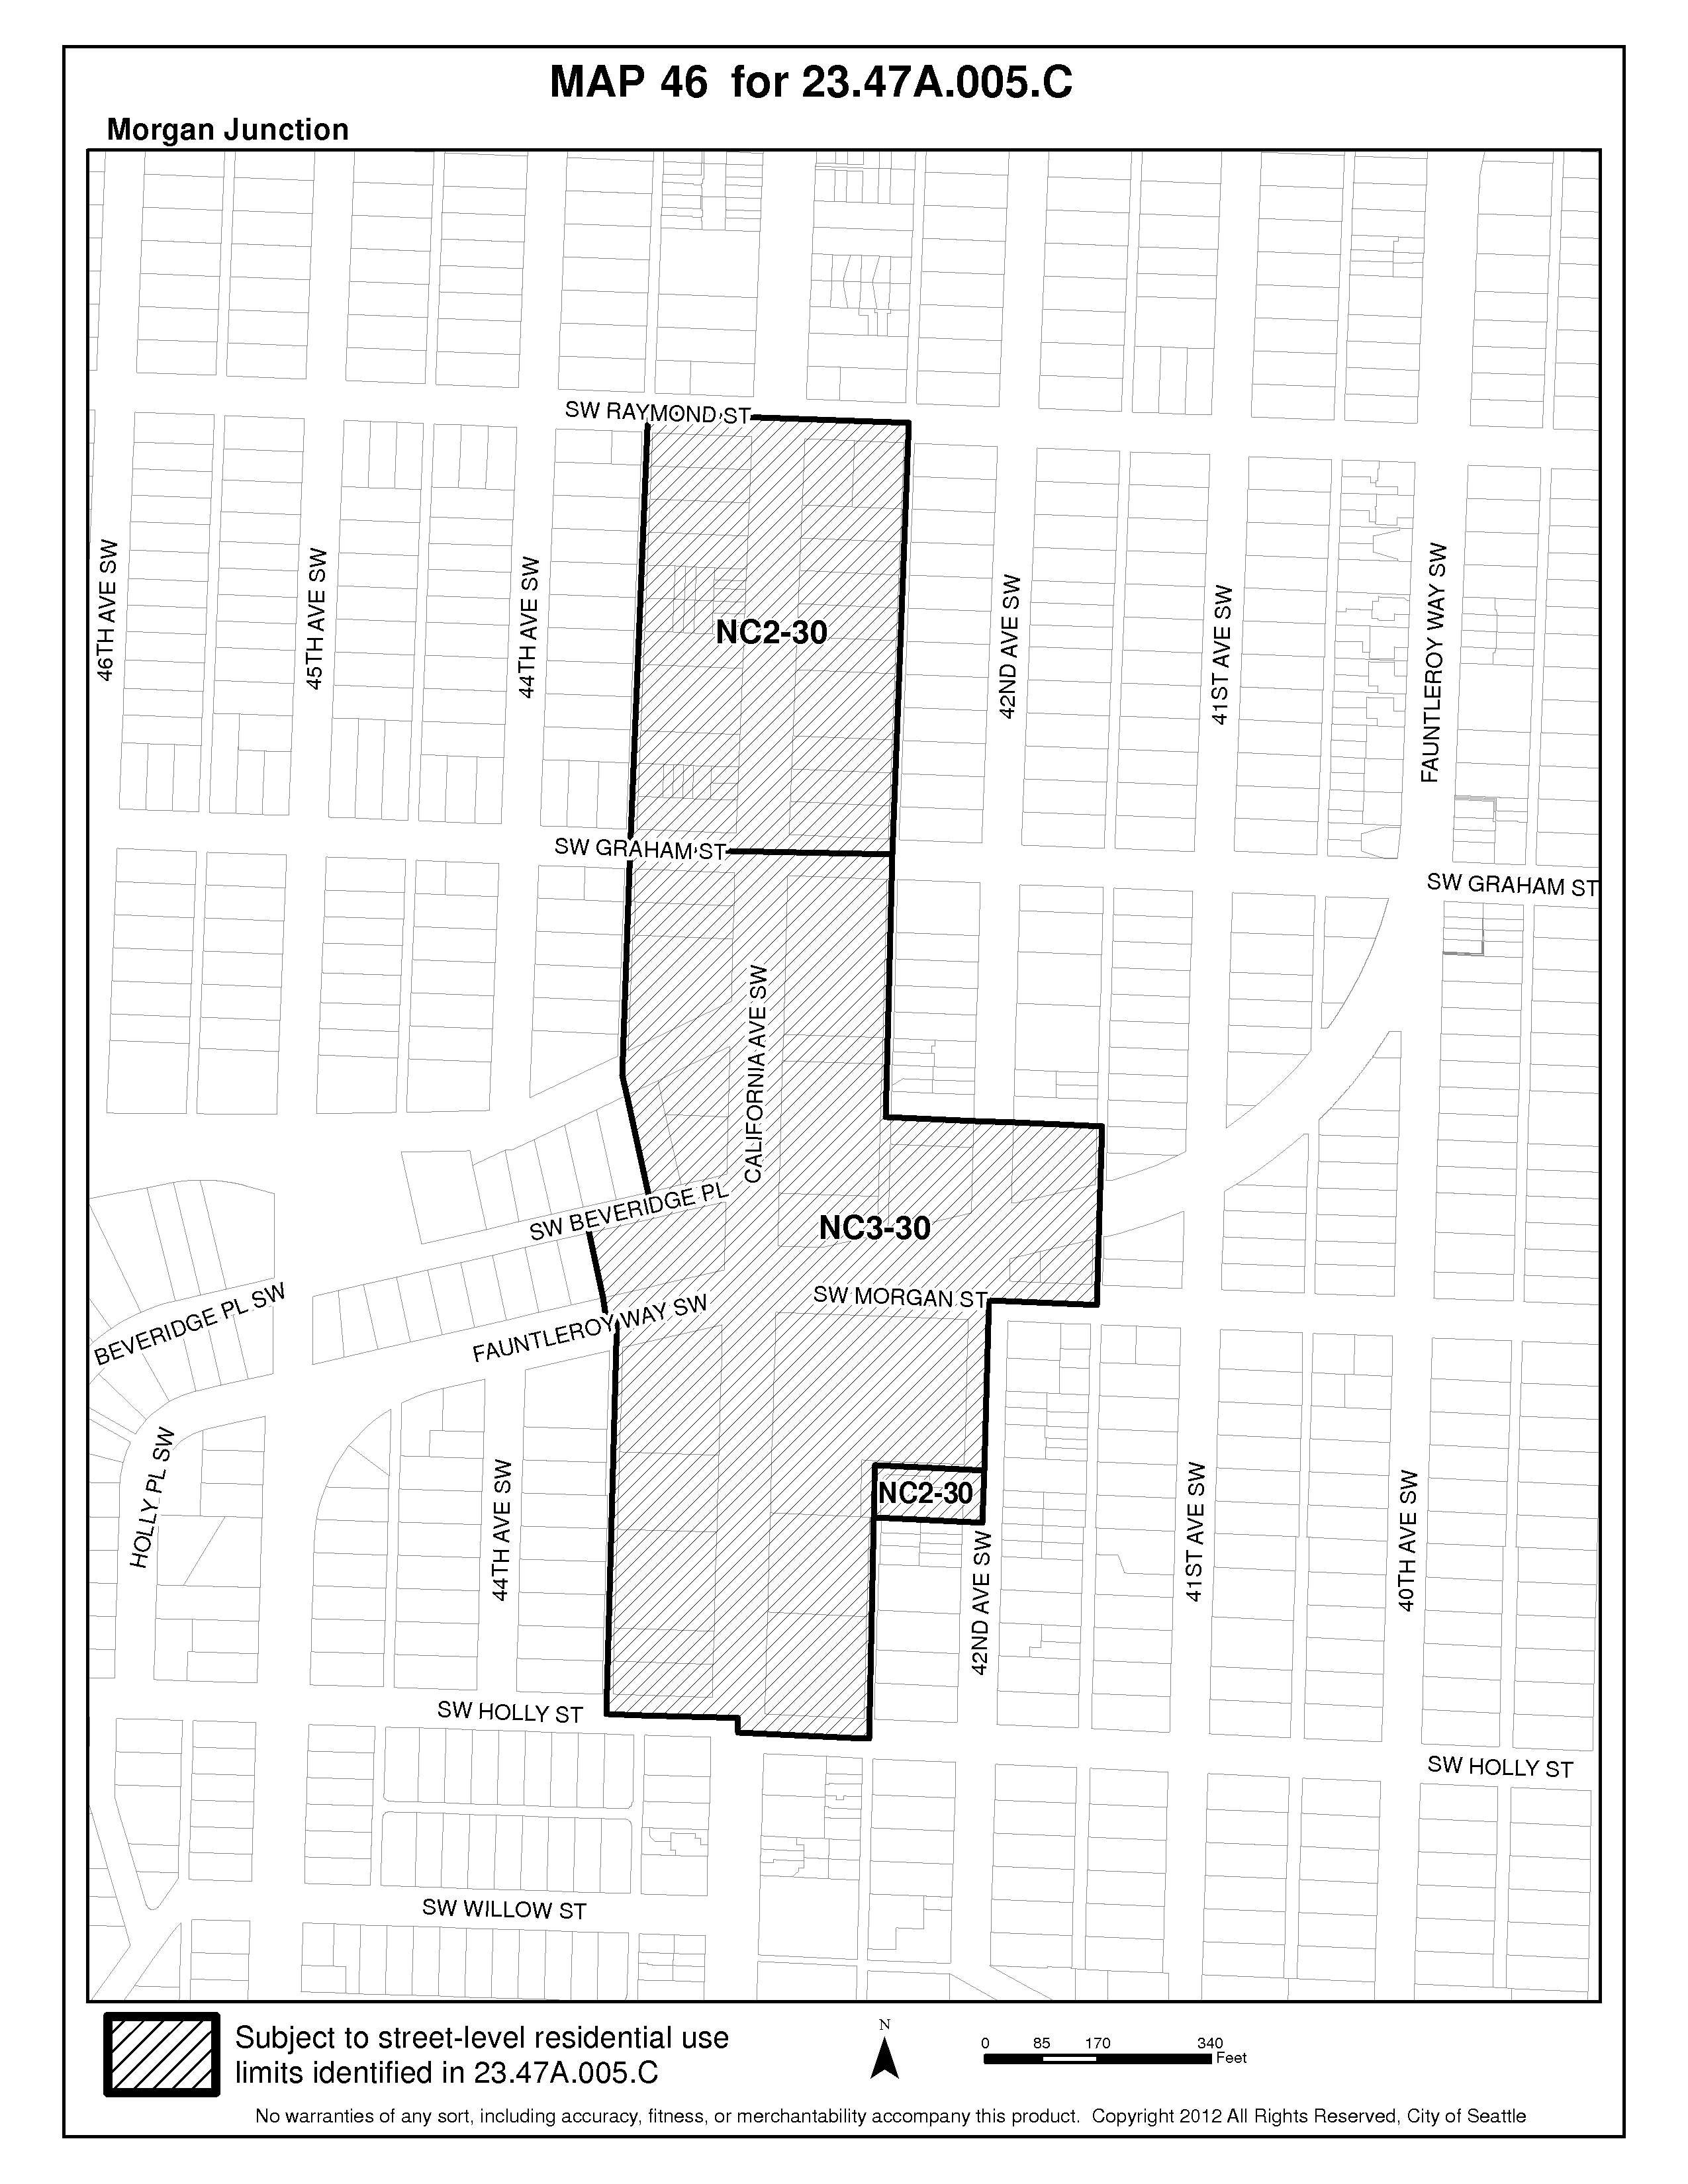 MAP 46 for 23.47A.005.C
Morgan Junction
SW RAYMOND ST
46TH AVE SW
45TH AVE SW
44TH AVE SW
NC2-30
42ND AVE SW
41ST AVE SW
FAUNTLEROY WAY SW
SW GRAHAM ST
SW GRAHAM ST
CALIFORNIA AVE SW
SW BEVERIDGE PL
NC3-30
BEVERIDGE PL SW
FAUNTLEROY WAY SW
SW MORGAN ST
HOLLY PL SW
44TH AVE SW
NC2-30
42ND AVE SW
41ST AVE SW
40TH AVE SW
SW HOLLY ST
SW HOLLY ST
SW WILLOW ST
Subject to street-level residential use
limits identified in 23.47A.005.C
N
0 85 170 340
Feet
No warranties of any sort, including accuracy, fitness, or merchantability accompany this product. Copyright 2012 All Rights Reserved, City of Seattle